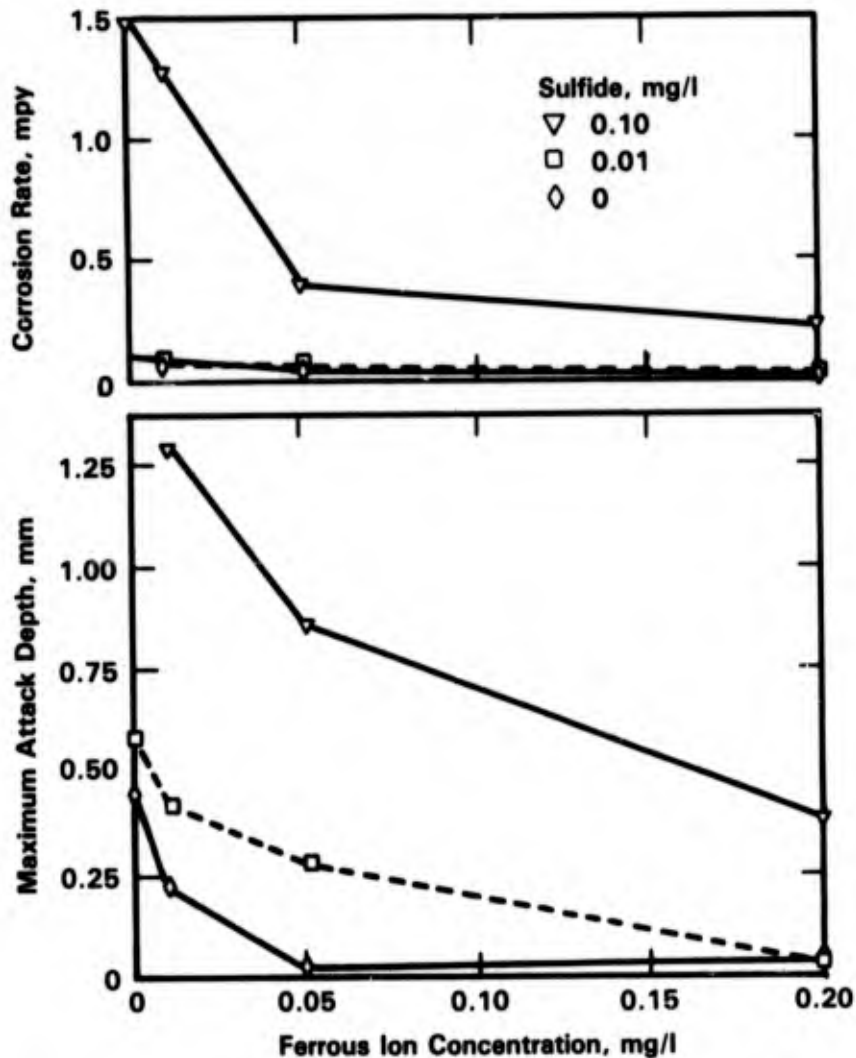 1.5
1.0
0.5
0
Corrosion Rate, mpy
Sulfide, mg/l
▽ 0.10
□ 0.01
◊ 0
1.25
1.00
0.75
0.50
0.25
0
Maximum Attack Depth, mm
0 0.05 0.10 0.15 0.20
Ferrous Ion Concentration, mg/l